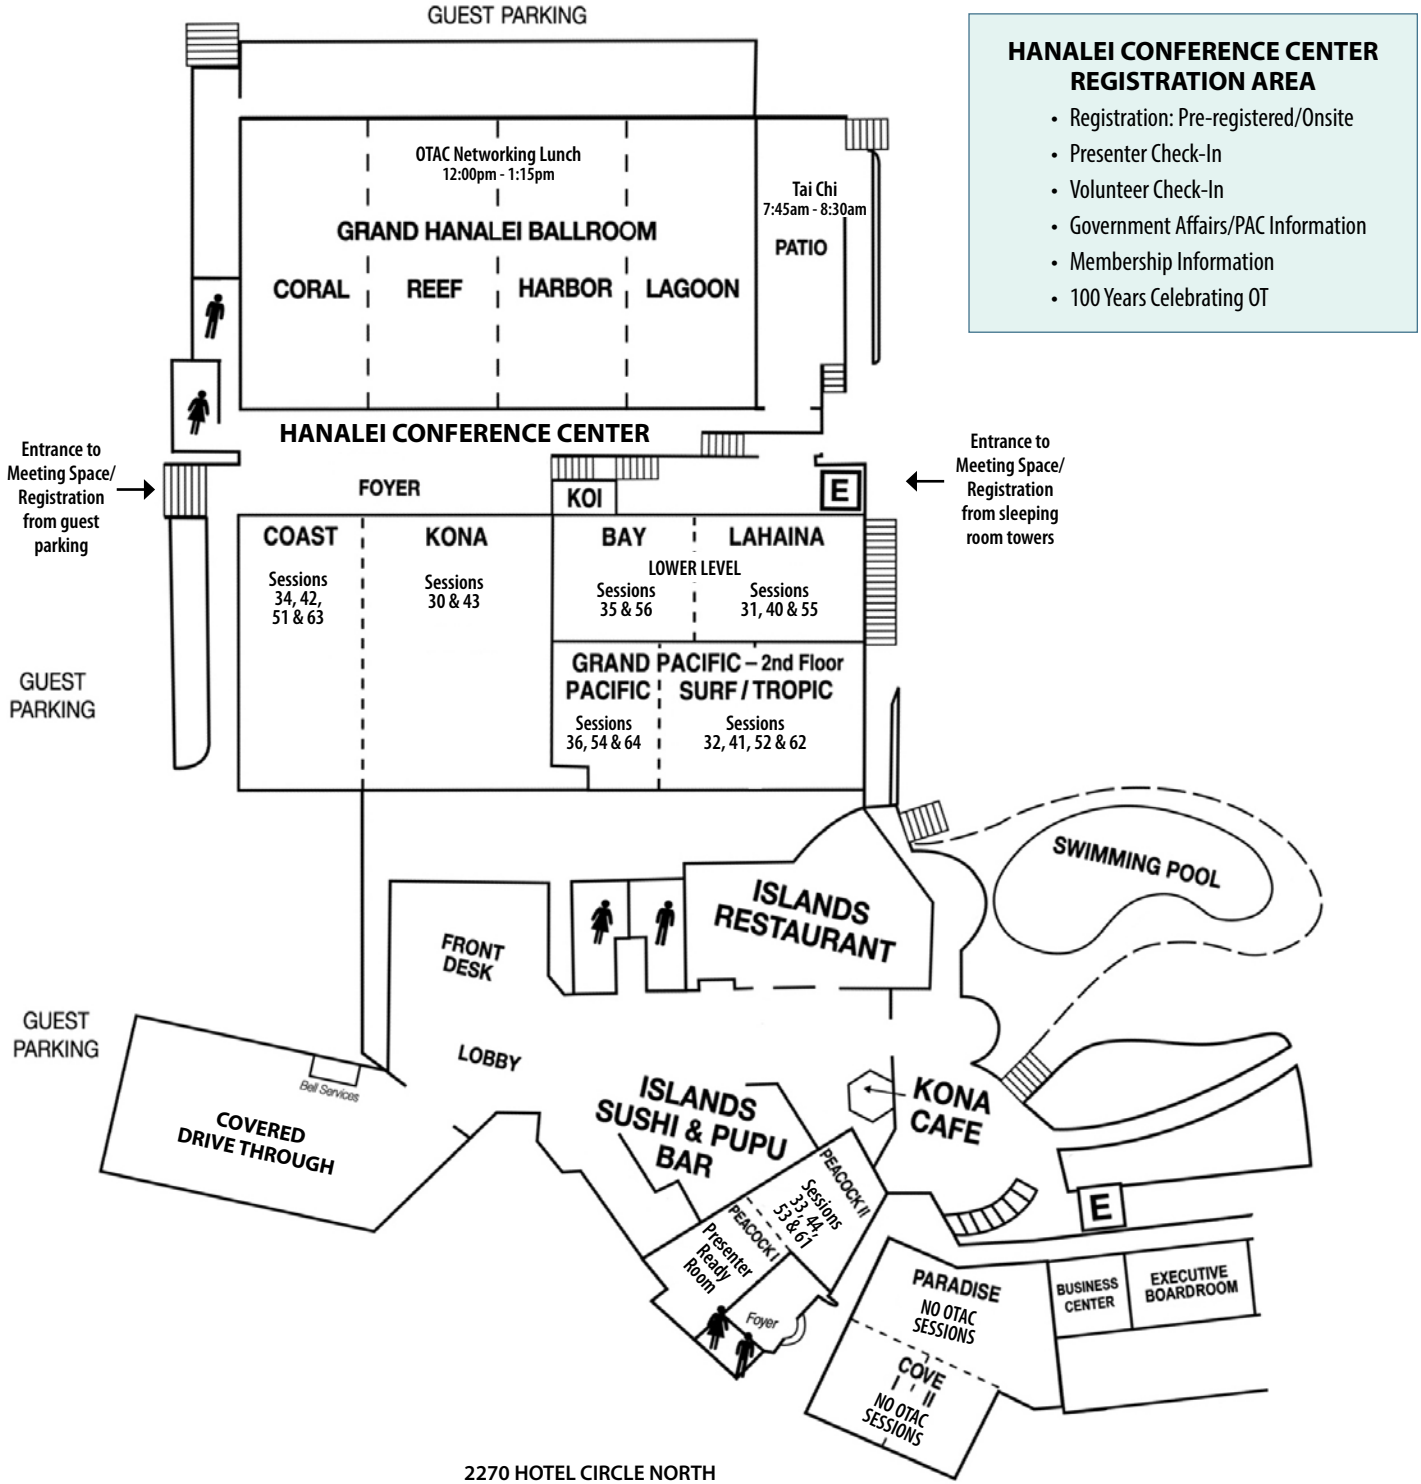 GUEST PARKING
HANALEI CONFERENCE CENTER
REGISTRATION AREA
• Registration: Pre-registered/Onsite
• Presenter Check-In
• Volunteer Check-In
• Government Affairs/PAC Information
• Membership Information
• 100 Years Celebrating OT
OTAC Networking Lunch
12:00pm - 1:15pm
GRAND HANALEI BALLROOM
CORAL
REEF
HARBOR
LAGOON
Tai Chi
7:45am - 8:30am
PATIO
HANALEI CONFERENCE CENTER
Entrance to
Meeting Space/
Registration
from guest
parking
FOYER
KOI
E
Entrance to
Meeting Space/
Registration
from sleeping
room towers
COAST
Sessions
34, 42,
51 & 63
KONA
Sessions
30 & 43
BAY
LAHAINA
LOWER LEVEL
Sessions
35 & 56
Sessions
31, 40 & 55
GRAND PACIFIC – 2nd Floor
PACIFIC
SURF / TROPIC
Sessions
36, 54 & 64
Sessions
32, 41, 52 & 62
GUEST
PARKING
SWIMMING POOL
ISLANDS
RESTAURANT
FRONT
DESK
GUEST
PARKING
LOBBY
Bell Services
COVERED
DRIVE THROUGH
ISLANDS
SUSHI & PUPU
BAR
KONA
CAFE
PEACOCK II
Sessions
33, 44,
53 & 61
PEACOCK I
Presenter
Ready
Room
Foyer
E
PARADISE
NO OTAC
SESSIONS
BUSINESS
CENTER
EXECUTIVE
BOARDROOM
COVE
I II
NO OTAC
SESSIONS
2270 HOTEL CIRCLE NORTH